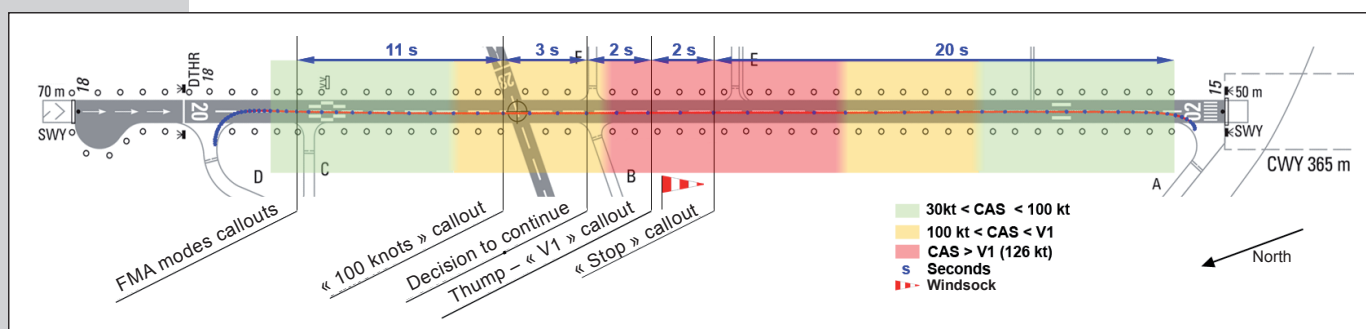 11 s
3 s
2 s
2 s
20 s
18
DTHR
18
70 m
20
SWY
E
15
50 m
02
SWY
CWY 365 m
D
C
B
A
FMA modes callouts
« 100 knots » callout
Decision to continue
Thump – « V1 » callout
« Stop » callout
30kt < CAS < 100 kt
100 kt < CAS < V1
CAS > V1 (126 kt)
s Seconds
Windsock
North